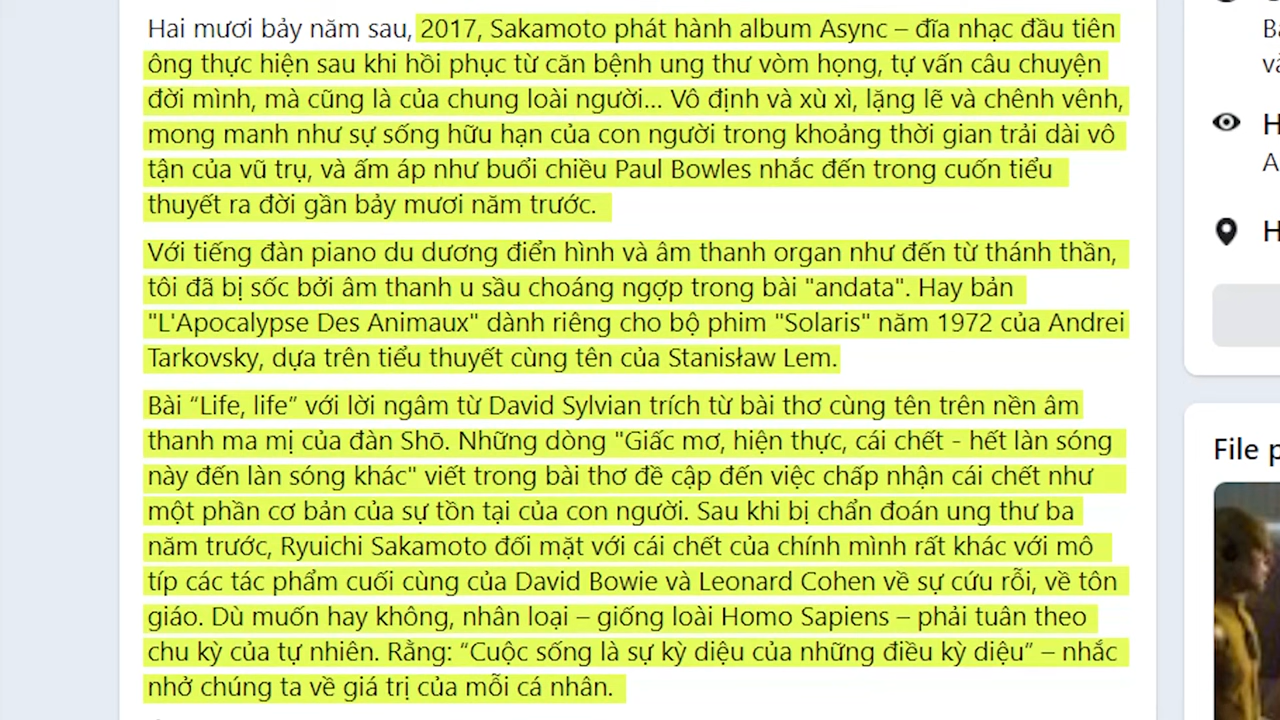 Hai mươi bảy năm sau, 2017, Sakamoto phát hành album Async – đĩa nhạc đầu tiên
ông thực hiện sau khi hồi phục từ căn bệnh ung thư vòm họng, tự vấn câu chuyện
đời mình, mà cũng là của chung loài người... Vô định và xù xì, lặng lẽ và chênh vênh,
mong manh như sự sống hữu hạn của con người trong khoảng thời gian trải dài vô
tận của vũ trụ, và ấm áp như buổi chiều Paul Bowles nhắc đến trong cuốn tiểu
thuyết ra đời gần bảy mươi năm trước.
Với tiếng đàn piano du dương điển hình và âm thanh organ như đến từ thánh thần,
tôi đã bị sốc bởi âm thanh u sầu choáng ngợp trong bài "andata". Hay bản
"L'Apocalypse Des Animaux" dành riêng cho bộ phim "Solaris" năm 1972 của Andrei
Tarkovsky, dựa trên tiểu thuyết cùng tên của Stanisław Lem.
Bài “Life, life” với lời ngâm từ David Sylvian trích từ bài thơ cùng tên trên nền âm
thanh ma mị của đàn Shō. Những dòng "Giấc mơ, hiện thực, cái chết - hết làn sóng
này đến làn sóng khác" viết trong bài thơ đề cập đến việc chấp nhận cái chết như
một phần cơ bản của sự tồn tại của con người. Sau khi bị chẩn đoán ung thư ba
năm trước, Ryuichi Sakamoto đối mặt với cái chết của chính mình rất khác với mô
típ các tác phẩm cuối cùng của David Bowie và Leonard Cohen về sự cứu rỗi, về tôn
giáo. Dù muốn hay không, nhân loại – giống loài Homo Sapiens – phải tuân theo
chu kỳ của tự nhiên. Rằng: “Cuộc sống là sự kỳ diệu của những điều kỳ diệu” – nhắc
nhở chúng ta về giá trị của mỗi cá nhân.
H
A
H
File